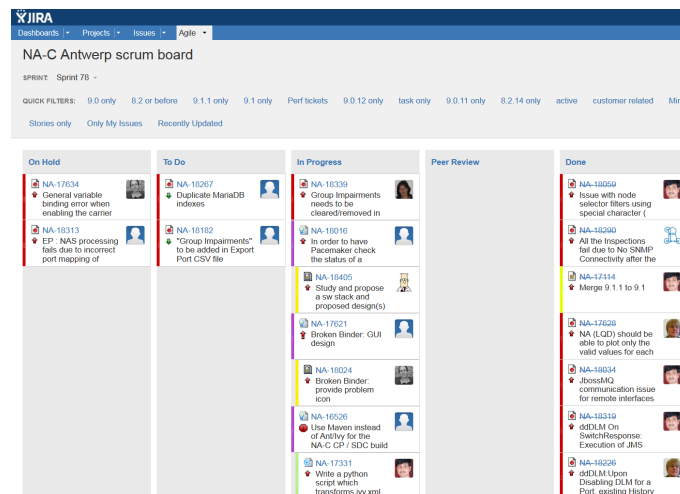 JIRA
Dashboards Projects Issues Agile
NA-C Antwerp scrum board
SPRINT: Sprint 78
QUICK FILTERS: 9.0 only 8.2 or before 9.1.1 only 9.1 only Perf tickets 9.0.12 only task only 9.0.11 only 8.2.14 only active customer related
Stories only Only My Issues Recently Updated
On Hold
NA-17634
General
variable
binding error when
enabling the carrier
NA-18313
EP : NAS processing
fails due to incorrect
port mapping of
To Do
NA-18267
Duplicate MariaDB
indexes
NA-18182
"Group Impairments"
to be added in Export
Port CSV file
In Progress
NA-18339
Group Impairments
needs to be
cleared/removed in
NA-18016
In order to have
Pacemaker check
the status of a
NA-18405
Study and propose
a sw stack and
proposed design(s)
NA-17621
Broken Binder: GUI
design
NA-18024
Broken Binder:
provide problem
icon
NA-16526
Use Maven instead
of Ant/Ivy for the
NA-C CP / SDC build
NA-17331
Write a python
script which
transforms ivy.xml
Peer Review
Done
NA-18059
Issue with node
selector filters using
special character (
NA-18290
All the Inspections
fail due to No SNMP
Connectivity after the
NA-17114
Merge 9.1.1 to 9.1
NA-17628
NA (LQD) should be
able to plot only the
valid values for each
NA-18034
JbossMQ
communication issue
for remote interfaces
NA-18319
ddDLM On
SwitchResponse:
Execution of JMS
NA-18226
ddDLM:Upon
Disabling DLM for a
Port, existing History